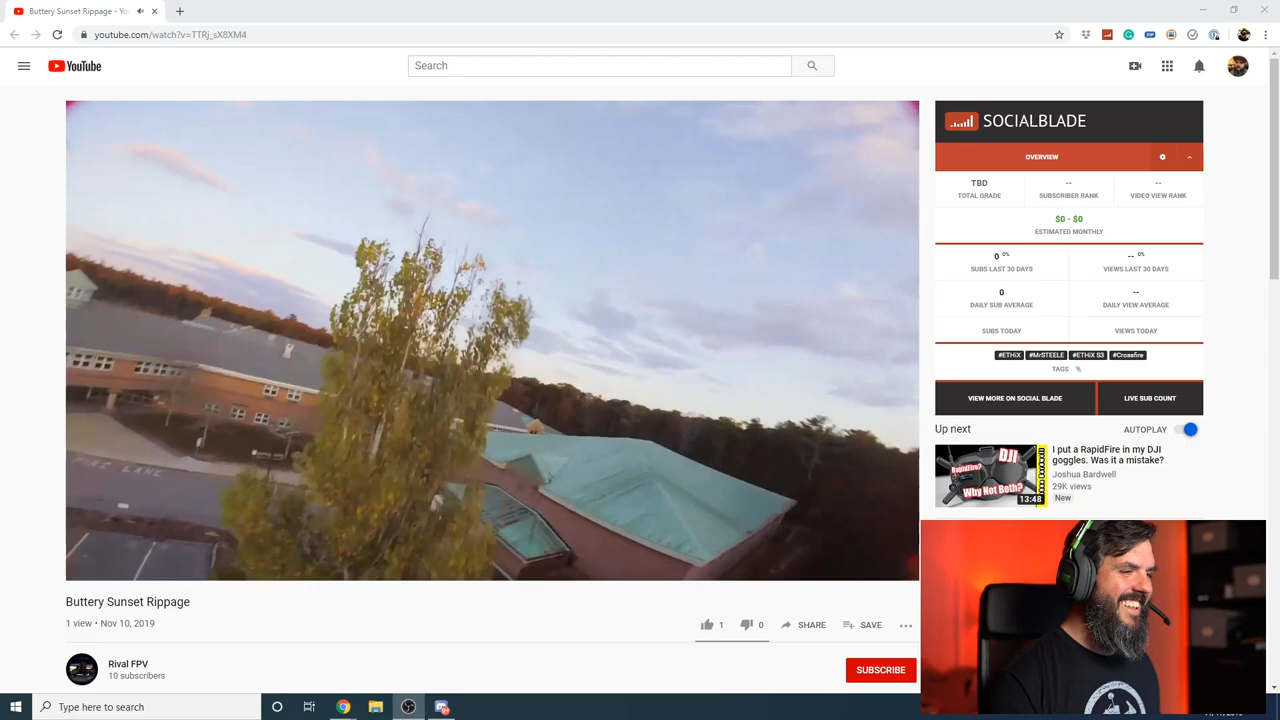 Buttery Sunset Rippage - Yo
youtube.com/watch?v=TTRj_sX8XM4
YouTube
Search
SOCIALBLADE
OVERVIEW
TBD
TOTAL GRADE
--
SUBSCRIBER RANK
--
VIDEO VIEW RANK
$0 - $0
ESTIMATED MONTHLY
0 0%
SUBS LAST 30 DAYS
-- 0%
VIEWS LAST 30 DAYS
0
DAILY SUB AVERAGE
--
DAILY VIEW AVERAGE
SUBS TODAY
VIEWS TODAY
#ETHiX #MrSTEELE #ETHiX S3 #Crossfire
TAGS
VIEW MORE ON SOCIAL BLADE
LIVE SUB COUNT
Up next
AUTOPLAY
RapidFire?
DJI
Why Not Both?
13:48
I put a RapidFire in my DJI
goggles. Was it a mistake?
Joshua Bardwell
29K views
New
LANE
Buttery Sunset Rippage
1 view • Nov 10, 2019
1
0
SHARE
SAVE
Rival FPV
10 subscribers
SUBSCRIBE
Type here to search